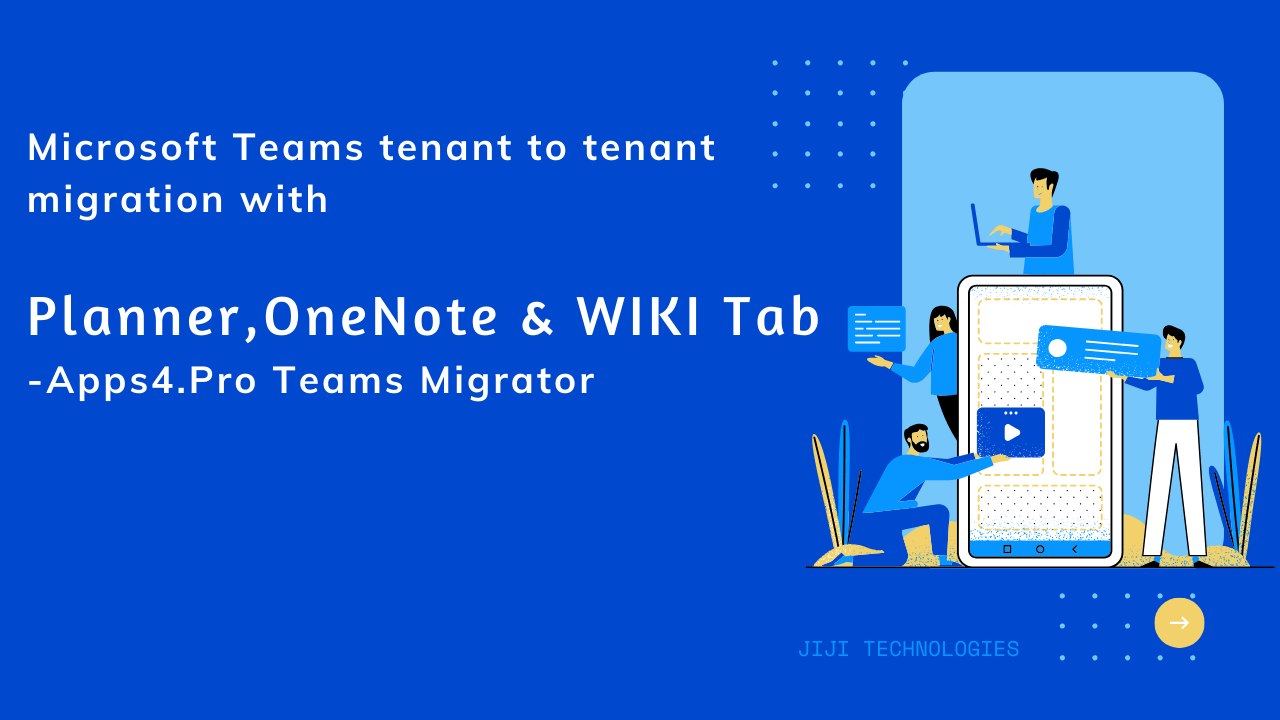 Microsoft Teams tenant to tenant
migration with
Planner,OneNote & WIKI Tab
-Apps4.Pro Teams Migrator
JIJI TECHNOLOGIES